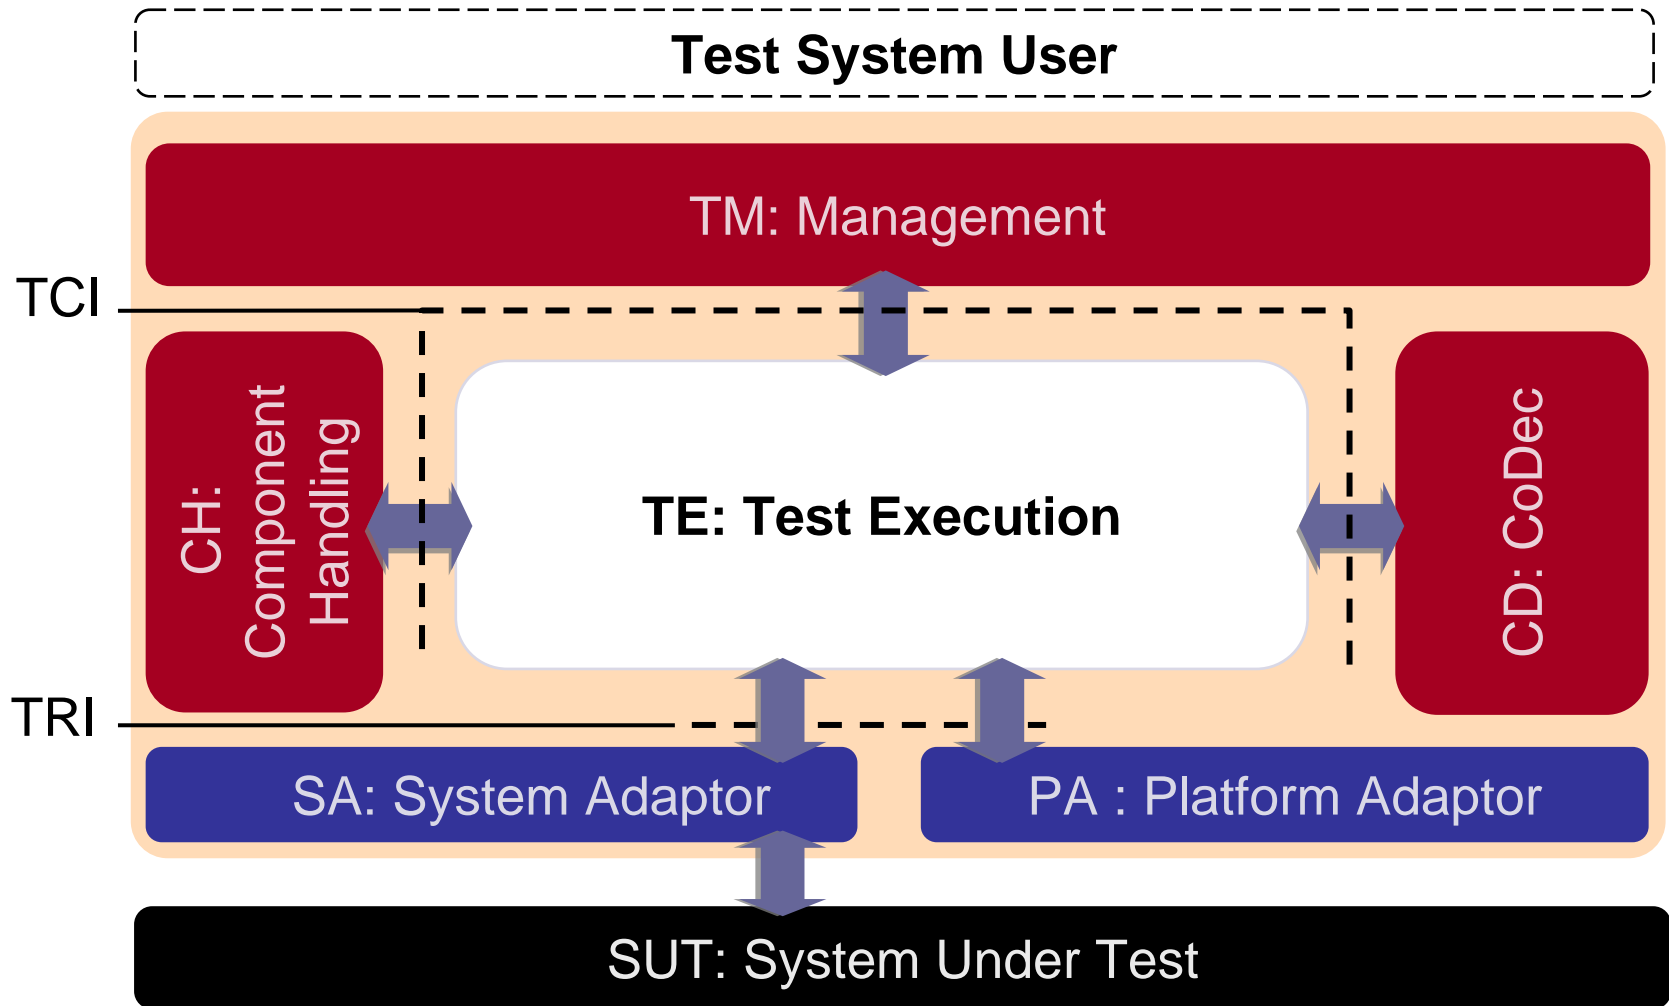 Test System User
TM: Management
TCI
CH:
Component
Handling
TE: Test Execution
CD: CoDec
TRI
SA: System Adaptor
PA : Platform Adaptor
SUT: System Under Test